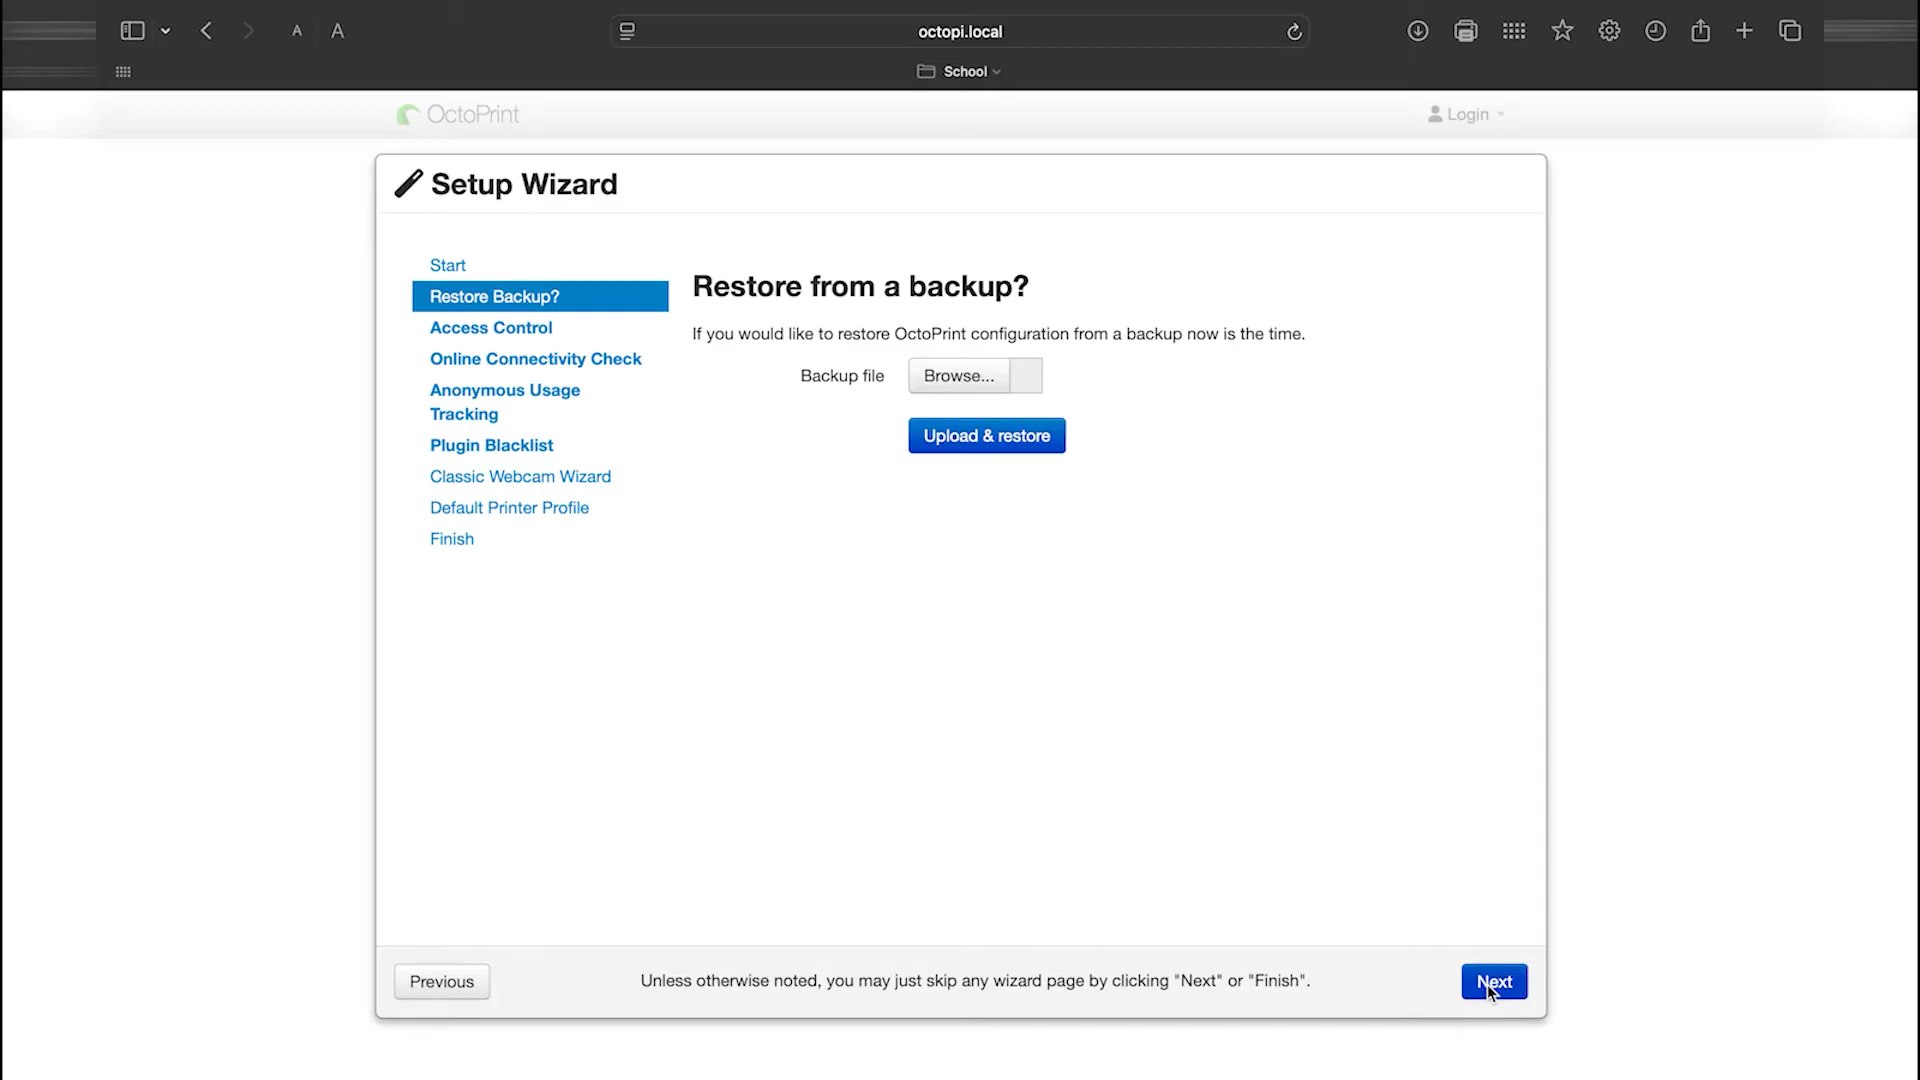 A A
octopi.local
School
OctoPrint
Login
Setup Wizard
Start
Restore Backup?
Access Control
Online Connectivity Check
Anonymous Usage
Tracking
Plugin Blacklist
Classic Webcam Wizard
Default Printer Profile
Finish
Restore from a backup?
If you would like to restore OctoPrint configuration from a backup now is the time.
Backup file
Browse...
Upload & restore
Previous
Unless otherwise noted, you may just skip any wizard page by clicking "Next" or "Finish".
Next